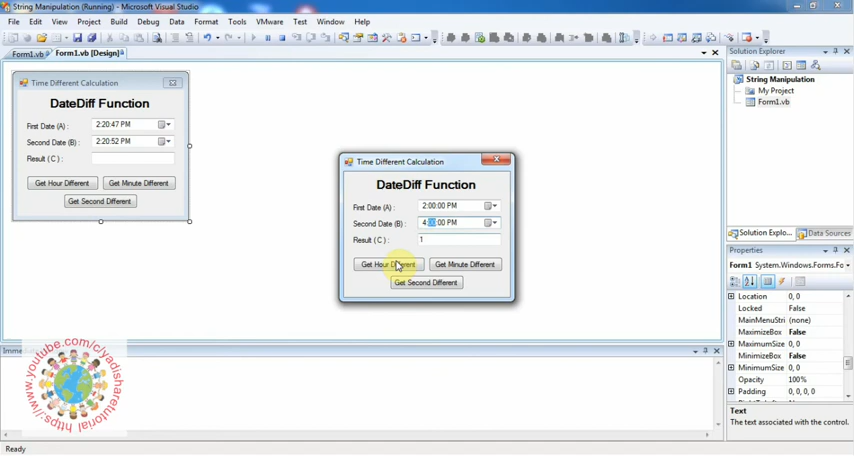 String Manipulation (Running) - Microsoft Visual Studio
File Edit View Project Build Debug Data Format Tools VMware Test Window Help
Form1.vb Form1.vb [Design]
Time Different Calculation
DateDiff Function
First Date (A) : 2:20:47 PM
Second Date (B) : 2:20:52 PM
Result ( C ) :
Get Hour Different Get Minute Different
Get Second Different
Time Different Calculation
DateDiff Function
First Date (A) : 2:00:00 PM
Second Date (B) : 4:00:00 PM
Result ( C ) : 1
Get Hour Different Get Minute Different
Get Second Different
Solution Explorer
String Manipulation
My Project
Form1.vb
Solution Explo... Data Sources
Properties
Form1 System.Windows.Forms.Fo
Location 0, 0
Locked False
MainMenuStri (none)
MaximizeBox False
MaximumSize 0, 0
MinimizeBox False
MinimumSize 0, 0
Opacity 100%
Padding 0, 0, 0, 0
Text
The text associated with the control.
https://www.youtube.com/c/yadisharetutorial
Ready